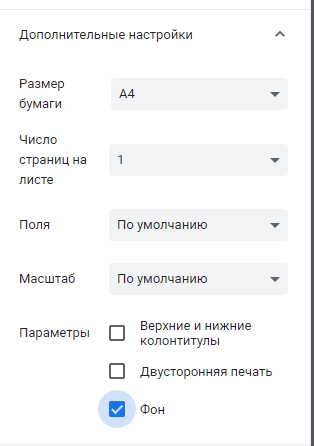 Дополнительные настройки
Размер
бумаги
A4
Число
страниц на
листе
1
Поля
По умолчанию
Масштаб
По умолчанию
Параметры
Верхние и нижние
колонтитулы
Двусторонняя печать
Фон